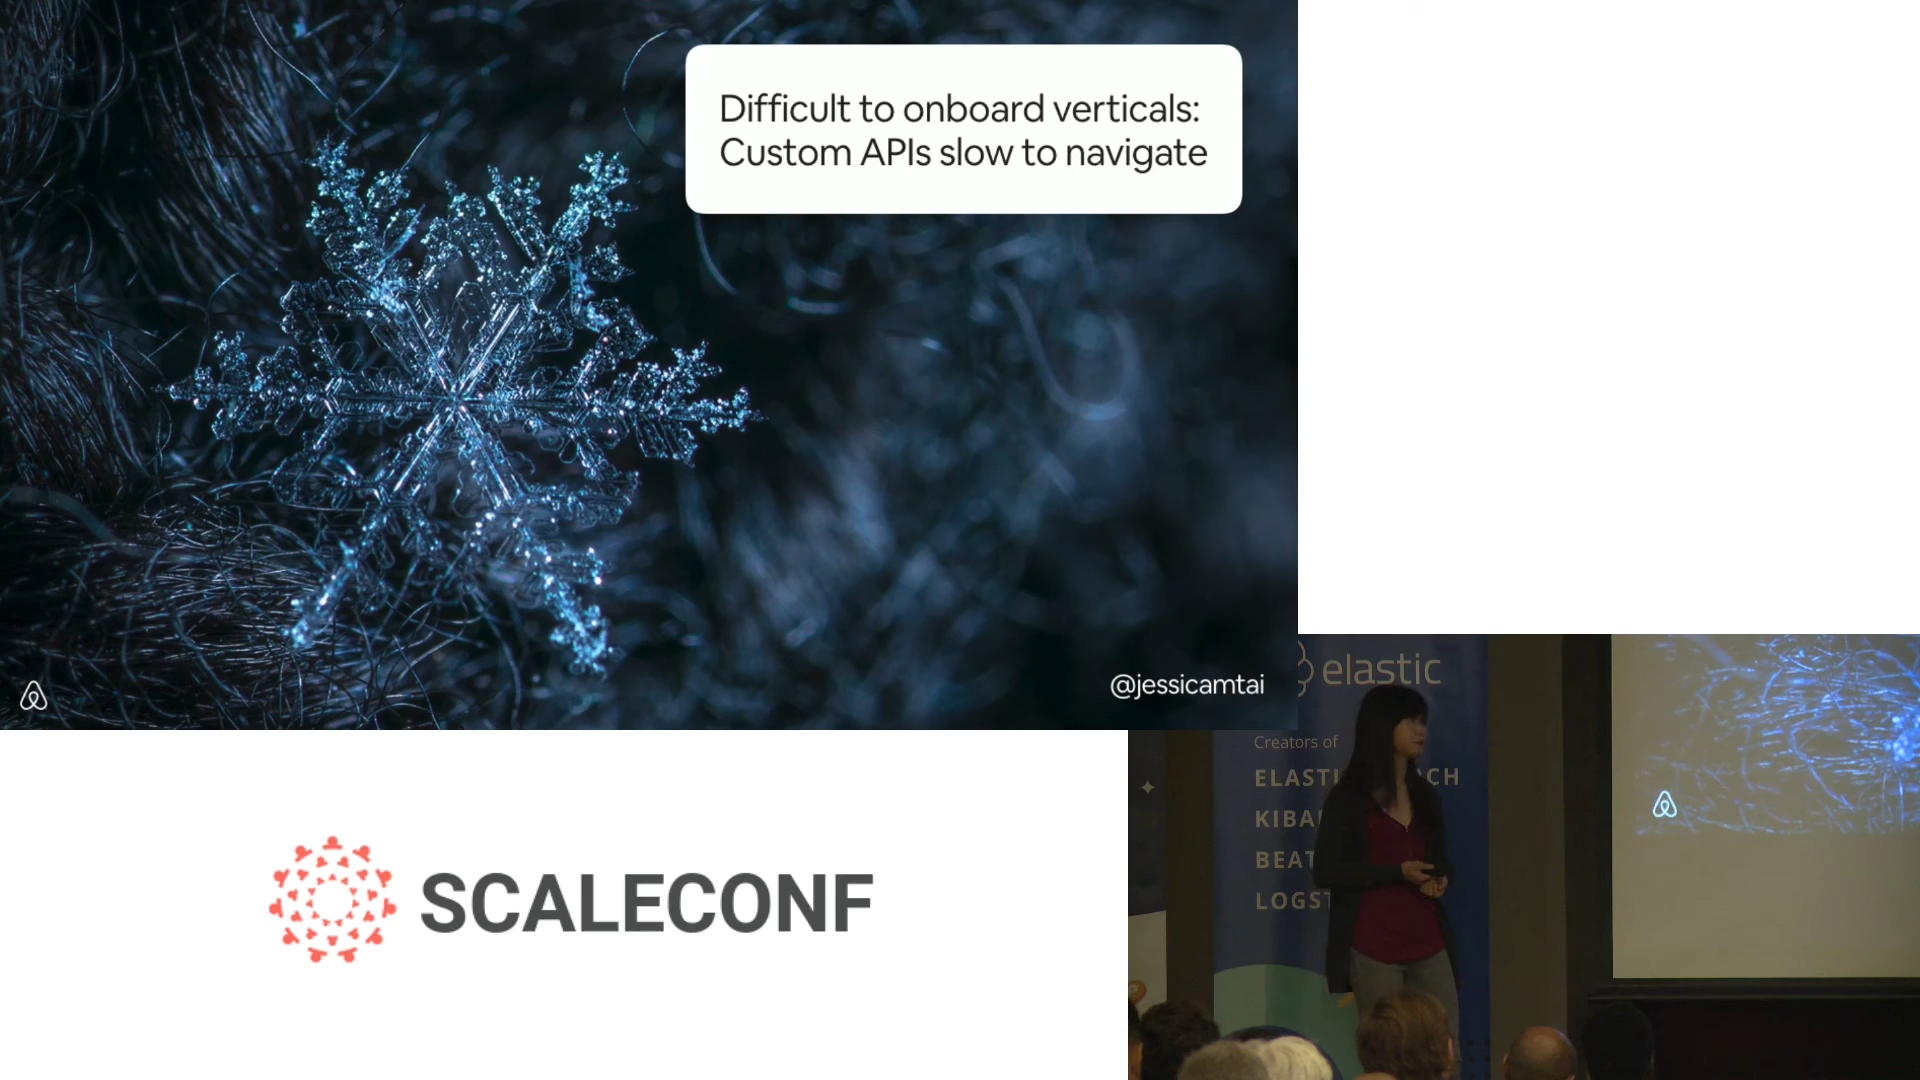 Difficult to onboard verticals:
Custom APIs slow to navigate
@jessicamtai
SCALECONF
elastic
Creators of